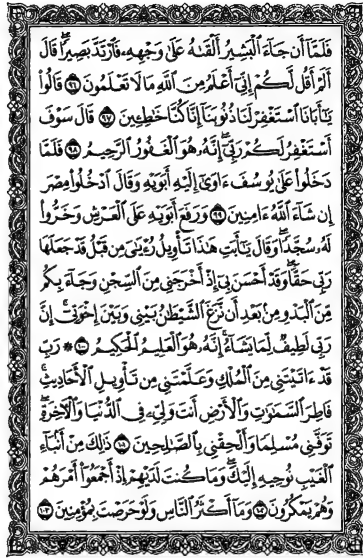 فَلَمَّآ أَن جَآءَ ٱلْبَشِيرُ أَلْقَىٰهُ عَلَىٰ وَجْهِهِۦ فَٱرْتَدَّ بَصِيرًا ۖ قَالَ
أَلَمْ أَقُل لَّكُمْ إِنِّىٓ أَعْلَمُ مِنَ ٱللَّهِ مَا لَا تَعْلَمُونَ ٩٦ قَالُوا۟
يَٰٓأَبَانَا ٱسْتَغْفِرْ لَنَا ذُنُوبَنَآ إِنَّا كُنَّا خَٰطِـِٔينَ ٩٧ قَالَ سَوْفَ
أَسْتَغْفِرُ لَكُمْ رَبِّىٓ ۖ إِنَّهُۥ هُوَ ٱلْغَفُورُ ٱلرَّحِيمُ ٩٨ فَلَمَّا
دَخَلُوا۟ عَلَىٰ يُوسُفَ ءَاوَىٰٓ إِلَيْهِ أَبَوَيْهِ وَقَالَ ٱدْخُلُوا۟ مِصْرَ
إِن شَآءَ ٱللَّهُ ءَامِنِينَ ٩٩ وَرَفَعَ أَبَوَيْهِ عَلَى ٱلْعَرْشِ وَخَرُّوا۟
لَهُۥ سُجَّدًا ۖ وَقَالَ يَٰٓأَبَتِ هَٰذَا تَأْوِيلُ رُءْيَٰىَ مِن قَبْلُ قَدْ جَعَلَهَا
رَبِّى حَقًّا ۖ وَقَدْ أَحْسَنَ بِىٓ إِذْ أَخْرَجَنِى مِنَ ٱلسِّجْنِ وَجَآءَ بِكُم
مِّنَ ٱلْبَدْوِ مِنۢ بَعْدِ أَن نَّزَغَ ٱلشَّيْطَٰنُ بَيْنِى وَبَيْنَ إِخْوَتِىٓ ۚ إِنَّ
رَبِّى لَطِيفٌ لِّمَا يَشَآءُ ۚ إِنَّهُۥ هُوَ ٱلْعَلِيمُ ٱلْحَكِيمُ ١٠٠ ۞ رَبِّ
قَدْ ءَاتَيْتَنِى مِنَ ٱلْمُلْكِ وَعَلَّمْتَنِى مِن تَأْوِيلِ ٱلْأَحَادِيثِ ۚ
فَاطِرَ ٱلسَّمَٰوَٰتِ وَٱلْأَرْضِ أَنتَ وَلِىِّۦ فِى ٱلدُّنْيَا وَٱلْءَاخِرَةِ ۖ
تَوَفَّنِى مُسْلِمًا وَأَلْحِقْنِى بِٱلصَّٰلِحِينَ ١٠١ ذَٰلِكَ مِنْ أَنۢبَآءِ
ٱلْغَيْبِ نُوحِيهِ إِلَيْكَ ۖ وَمَا كُنتَ لَدَيْهِمْ إِذْ أَجْمَعُوٓا۟ أَمْرَهُمْ
وَهُمْ يَمْكُرُونَ ١٠٢ وَمَآ أَكْثَرُ ٱلنَّاسِ وَلَوْ حَرَصْتَ بِمُؤْمِنِينَ ١٠٣